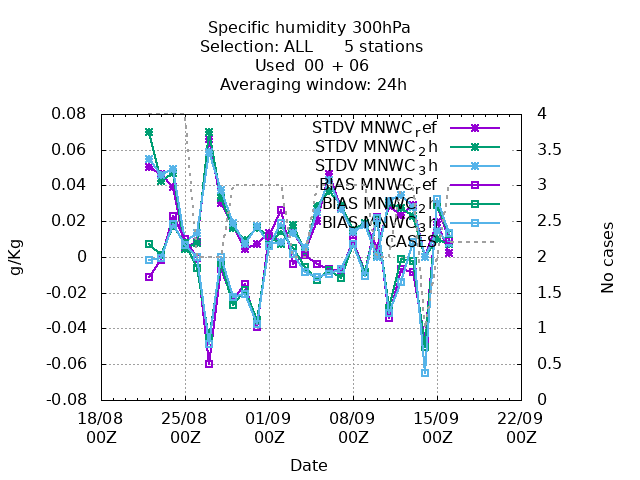 Specific humidity 300hPa
Selection: ALL 5 stations
Used 00 + 06
Averaging window: 24h
STDV MNWC_ref
STDV MNWC_2h
STDV MNWC_3h
BIAS MNWC_ref
BIAS MNWC_2h
BIAS MNWC_3h
CASES
g/Kg
0.08
0.06
0.04
0.02
0
-0.02
-0.04
-0.06
-0.08
No cases
4
3.5
3
2.5
2
1.5
1
0.5
0
18/08 25/08 01/09 08/09 15/09 22/09
00Z 00Z 00Z 00Z 00Z 00Z
Date